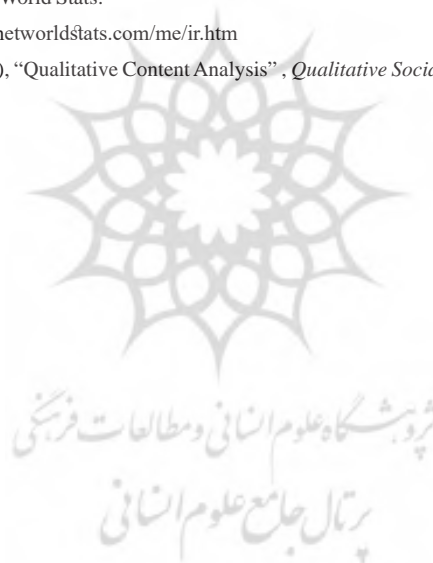 World Stats.
networldstats.com/me/ir.htm
), “Qualitative Content Analysis” , Qualitative Socia
پژوهشگاه علوم انسانی و مطالعات فرهنگی
پرتال جامع علوم انسانی